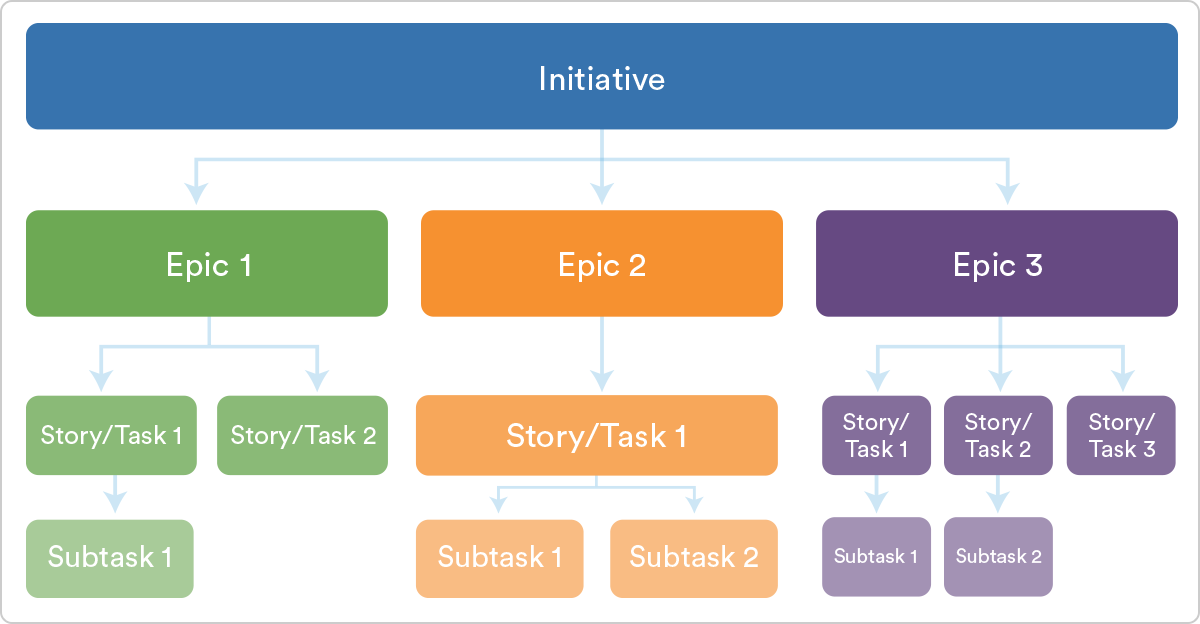 Initiative
Epic 1
Epic 2
Epic 3
Story/Task 1
Story/Task 2
Story/Task 1
Story/
Task 1
Story/
Task 2
Story/
Task 3
Subtask 1
Subtask 1
Subtask 2
Subtask 1
Subtask 2